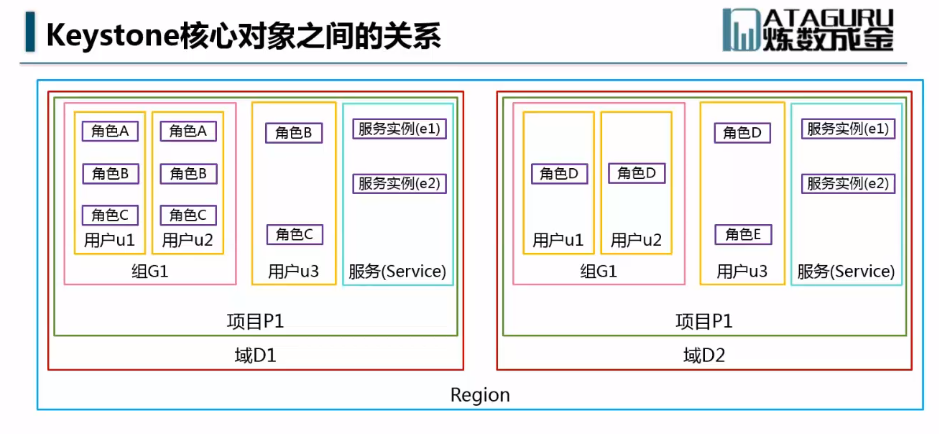 Keystone核心对象之间的关系
ATAGURU
炼数成金
角色A
角色B
角色C
用户u1
角色A
角色B
角色C
用户u2
组G1
角色B
角色C
用户u3
服务实例(e1)
服务实例(e2)
服务(Service)
项目P1
域D1
角色D
用户u1
角色D
用户u2
组G1
角色D
角色E
用户u3
服务实例(e1)
服务实例(e2)
服务(Service)
项目P1
域D2
Region